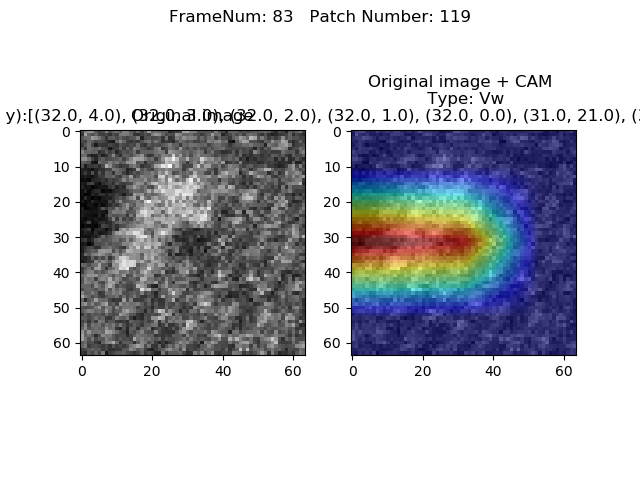 FrameNum: 83   Patch Number: 119
Original image + CAM
Type: Vw
y):[(32.0, 4.0), (32.0, 3.0), (32.0, 2.0), (32.0, 1.0), (32.0, 0.0), (31.0, 21.0), (3
Original image
0
10
20
30
40
50
60
0 20 40 60
0
10
20
30
40
50
60
0 20 40 60